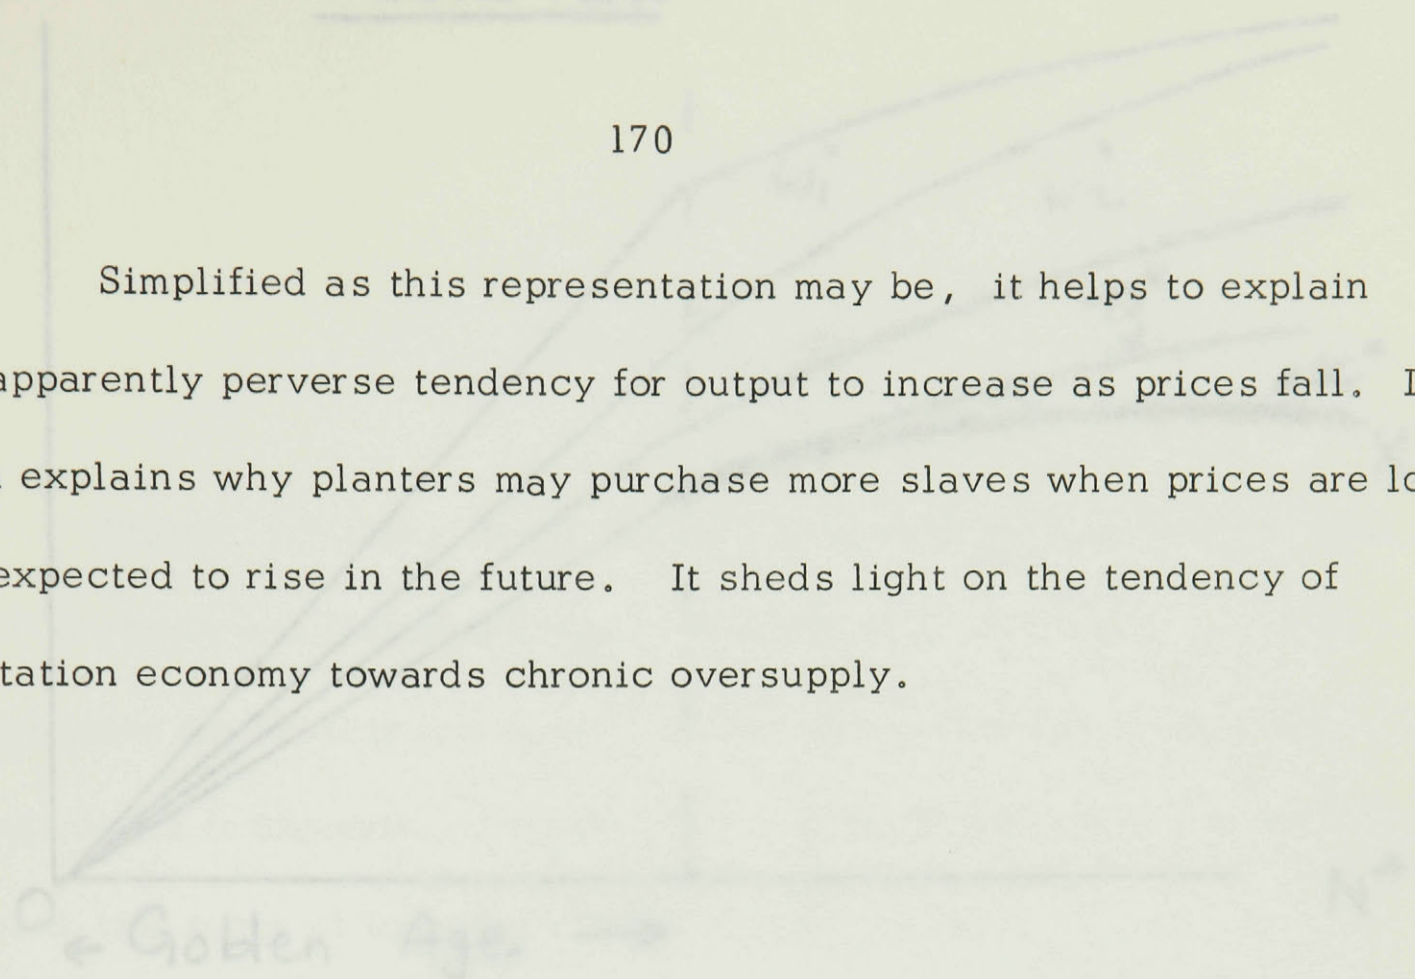 170
Simplified as this representation may be, it helps to explain
apparently perverse tendency for output to increase as prices fall.
explains why planters may purchase more slaves when prices are
expected to rise in the future. It sheds light on the tendency of
tation economy towards chronic oversupply.
O N
← Golden Age. →